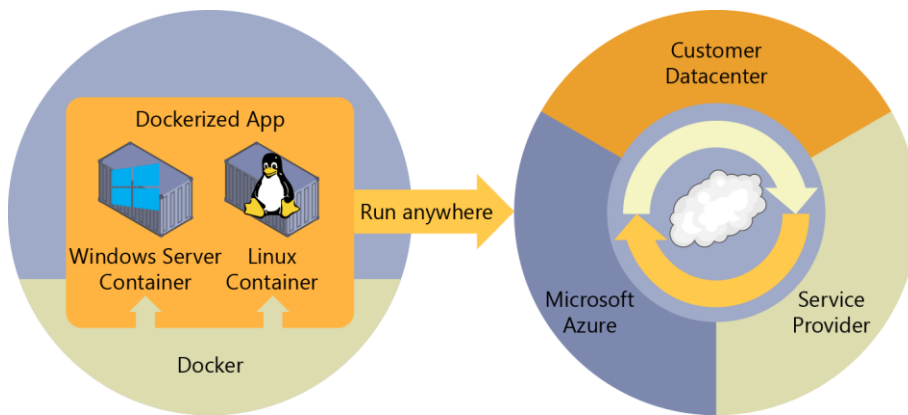 Dockerized App
Windows Server
Container
Linux
Container
Docker
Run anywhere
Customer
Datacenter
Microsoft
Azure
Service
Provider